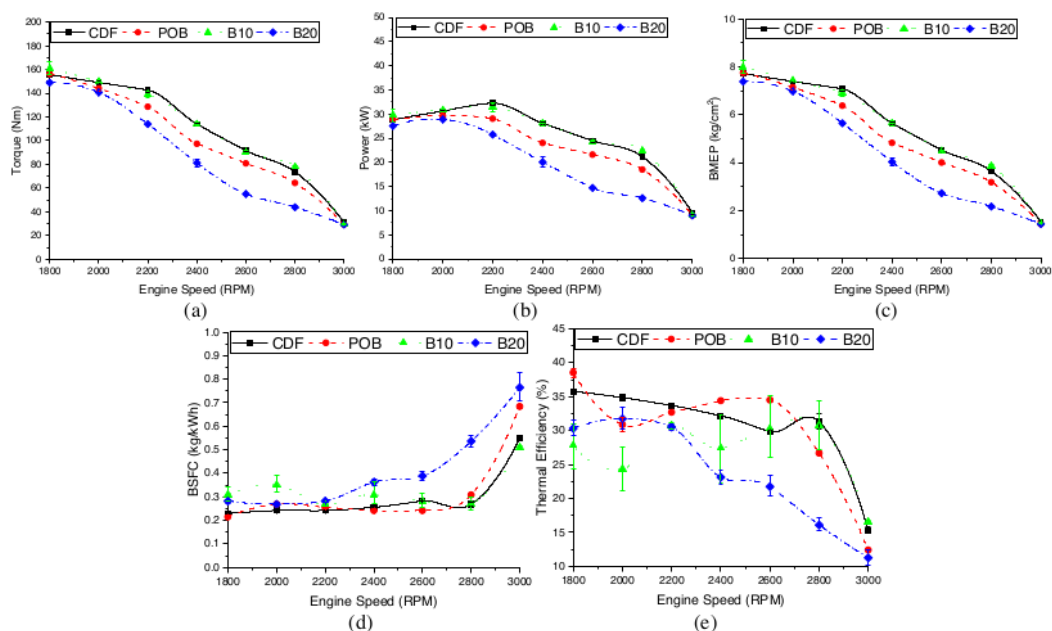 CDF POB B10 B20
200
180
160
140
120
100
80
60
40
20
0
Torque (Nm)
1800 2000 2200 2400 2600 2800 3000
Engine Speed (RPM)
(a)
CDF POB B10 B20
50
45
40
35
30
25
20
15
10
5
0
Power (kW)
1800 2000 2200 2400 2600 2800 3000
Engine Speed (RPM)
(b)
CDF POB B10 B20
10
8
6
4
2
0
BMEP (kg/cm²)
1800 2000 2200 2400 2600 2800 3000
Engine Speed (RPM)
(c)
CDF POB B10 B20
1.0
0.9
0.8
0.7
0.6
0.5
0.4
0.3
0.2
0.1
0.0
BSFC (kg/kWh)
1800 2000 2200 2400 2600 2800 3000
Engine Speed (RPM)
(d)
CDF POB B10 B20
45
40
35
30
25
20
15
10
Thermal Efficiency (%)
1800 2000 2200 2400 2600 2800 3000
Engine Speed (RPM)
(e)